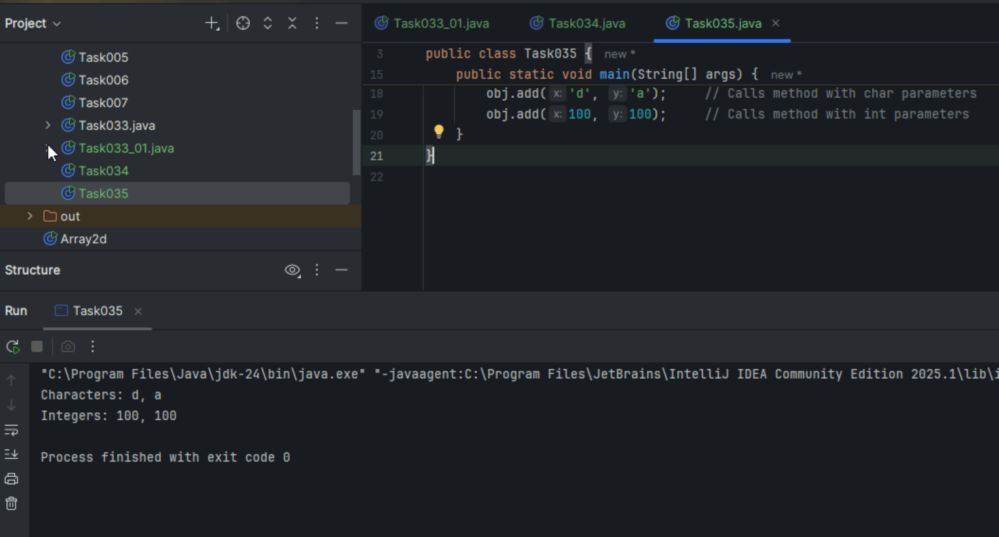 Project
Task005
Task006
Task007
Task033.java
Task033_01.java
Task034
Task035
out
Array2d
Structure
Task033_01.java Task034.java Task035.java
3 public class Task035 { new *
15 public static void main(String[] args) { new *
18 obj.add( x: 'd', y: 'a'); // Calls method with char parameters
19 obj.add( x: 100, y: 100); // Calls method with int parameters
20 }
21 }
22
Run Task035
"C:\Program Files\Java\jdk-24\bin\java.exe" "-javaagent:C:\Program Files\JetBrains\IntelliJ IDEA Community Edition 2025.1\lib\i
Characters: d, a
Integers: 100, 100
Process finished with exit code 0